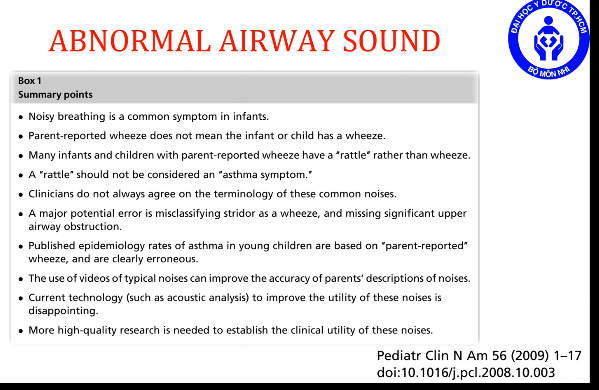 ABNORMAL AIRWAY SOUND
ĐẠI HỌC Y DƯỢC TP.HCM
BỘ MÔN NHI
Box 1
Summary points
• Noisy breathing is a common symptom in infants.
• Parent-reported wheeze does not mean the infant or child has a wheeze.
• Many infants and children with parent-reported wheeze have a “rattle” rather than wheeze.
• A “rattle” should not be considered an “asthma symptom.”
• Clinicians do not always agree on the terminology of these common noises.
• A major potential error is misclassifying stridor as a wheeze, and missing significant upper
airway obstruction.
• Published epidemiology rates of asthma in young children are based on “parent-reported”
wheeze, and are clearly erroneous.
• The use of videos of typical noises can improve the accuracy of parents’ descriptions of noises.
• Current technology (such as acoustic analysis) to improve the utility of these noises is
disappointing.
• More high-quality research is needed to establish the clinical utility of these noises.
Pediatr Clin N Am 56 (2009) 1–17
doi:10.1016/j.pcl.2008.10.003